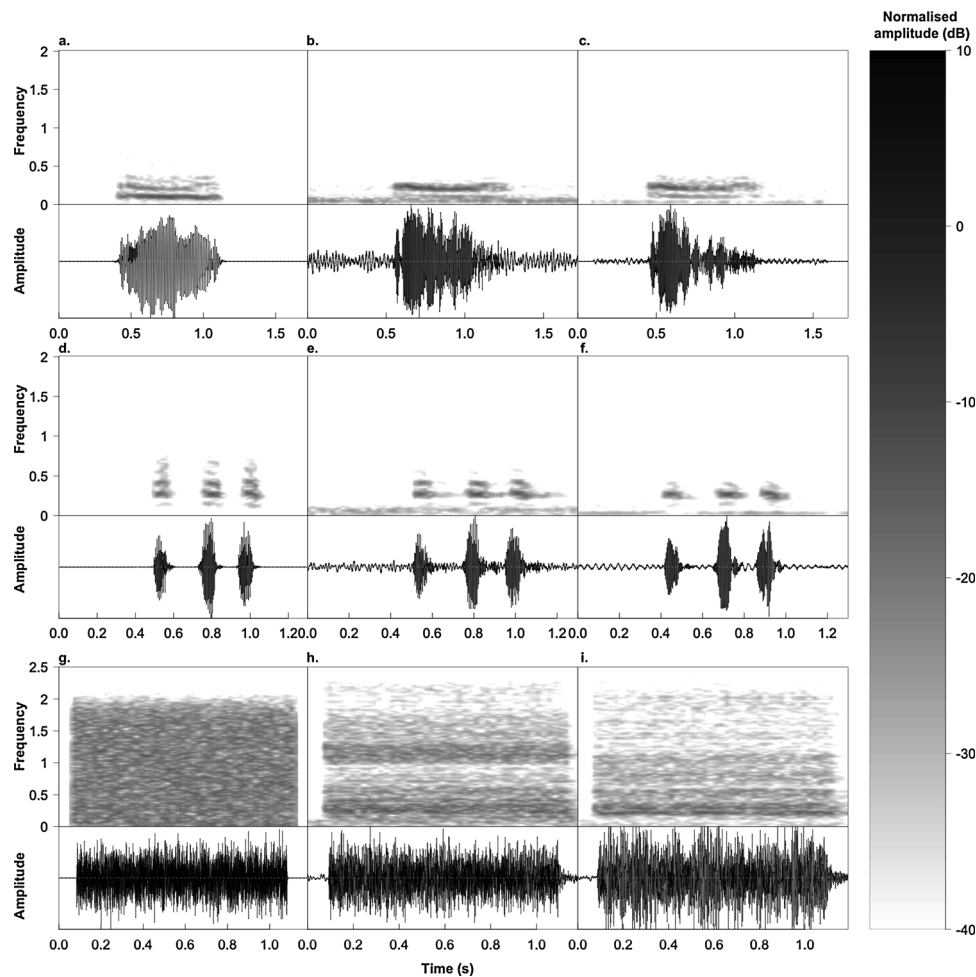 Normalised
amplitude (dB)
a. b. c.
2
1.5
1
0.5
0
Frequency
Amplitude
0.0 0.5 1.0 1.5 0.0 0.5 1.0 1.5 0.0 0.5 1.0 1.5
d. e. f.
2
1.5
1
0.5
0
Frequency
Amplitude
0.0 0.2 0.4 0.6 0.8 1.0 1.20.0 0.2 0.4 0.6 0.8 1.0 1.20.0 0.2 0.4 0.6 0.8 1.0 1.2
g. h. i.
2.5
2
1.5
1
0.5
0
Frequency
Amplitude
0.0 0.2 0.4 0.6 0.8 1.0 0.0 0.2 0.4 0.6 0.8 1.0 0.0 0.2 0.4 0.6 0.8 1.0
Time (s)
10
0
-10
-20
-30
-40